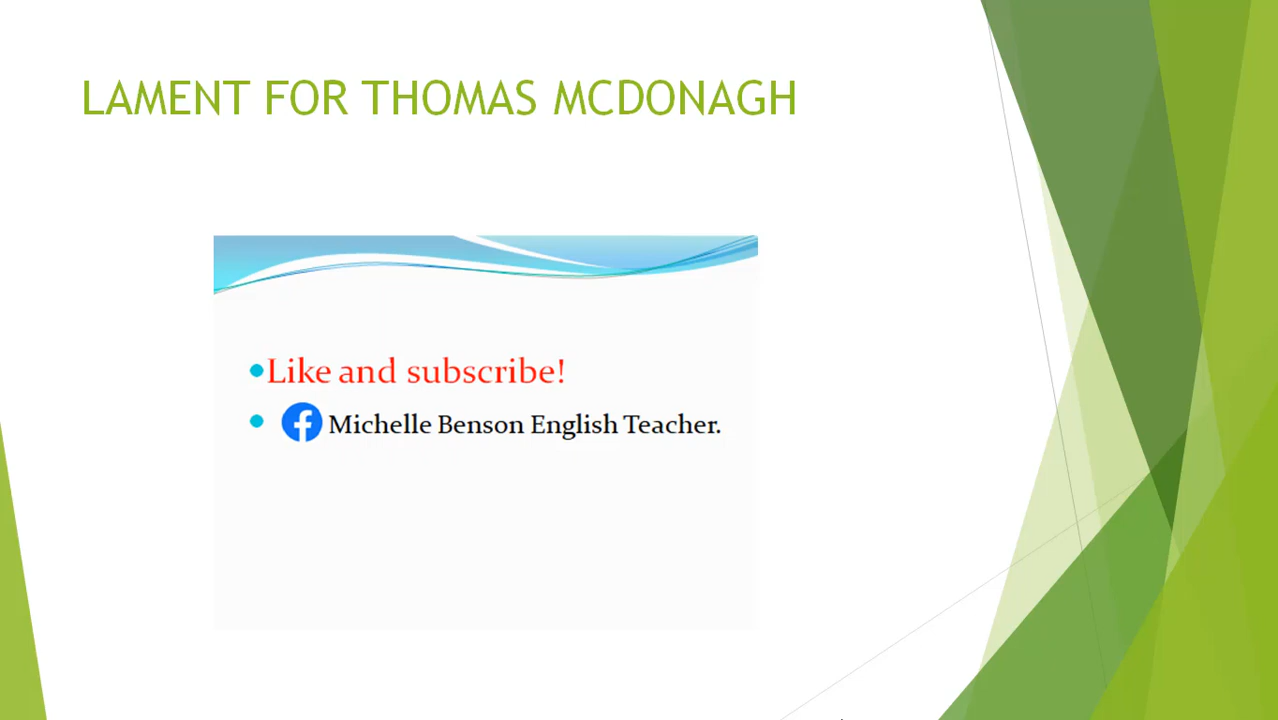 LAMENT FOR THOMAS MCDONAGH
Like and subscribe!
Michelle Benson English Teacher.